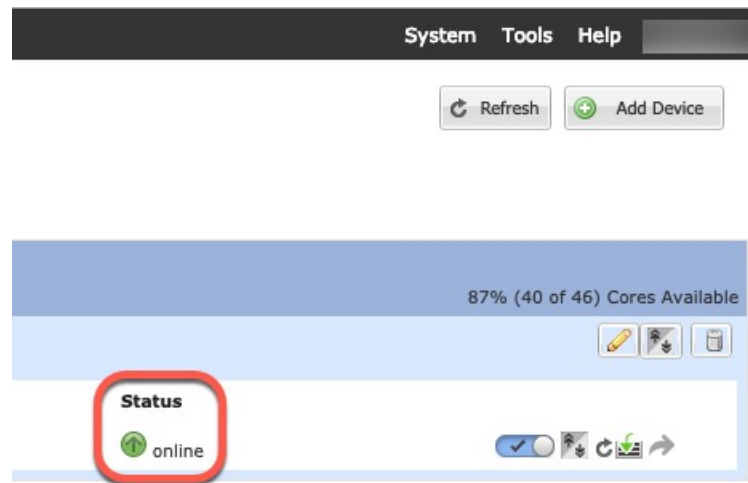 System Tools Help
Refresh Add Device
87% (40 of 46) Cores Available
Status
online